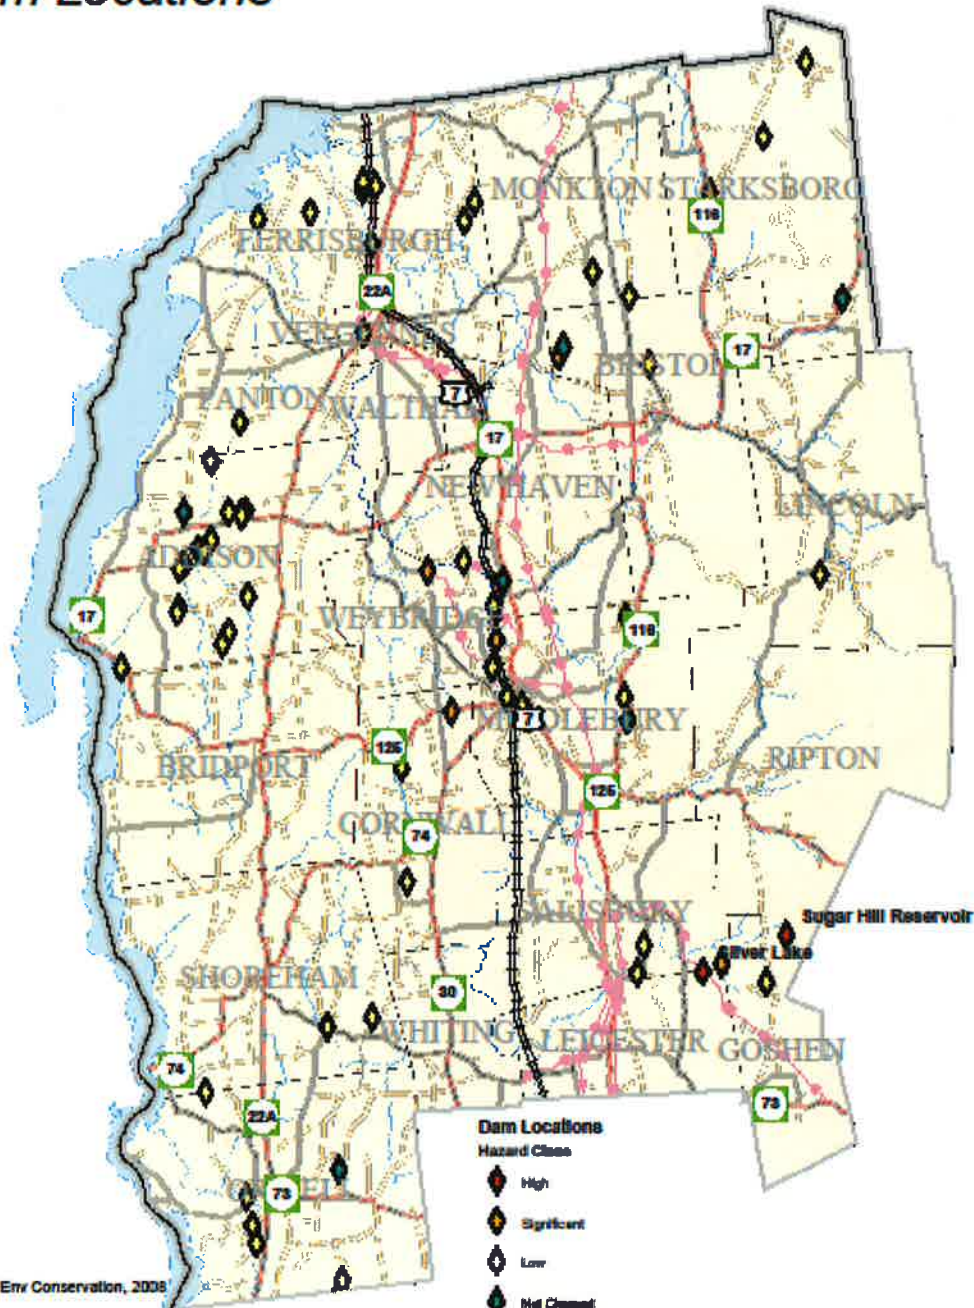 Locations
MONKTON
STARKSBORO
116
FERRISBURGH
22A
VERGENNES
17
BRISTOL
PANTON
WALTHAM
7
17
NEW HAVEN
LINCOLN
ADDISON
17
WEYBRIDGE
116
MIDDLEBURY
7
125
BRIDPORT
RIPTON
125
CORNWALL
74
SALISBURY
Sugar Hill Reservoir
Silver Lake
SHOREHAM
30
WHITING
LEICESTER
GOSHEN
74
73
22A
Dam Locations
Hazard Class
High
ORWELL
73
Significant
Low
Env Conservation, 2008
Not Classed